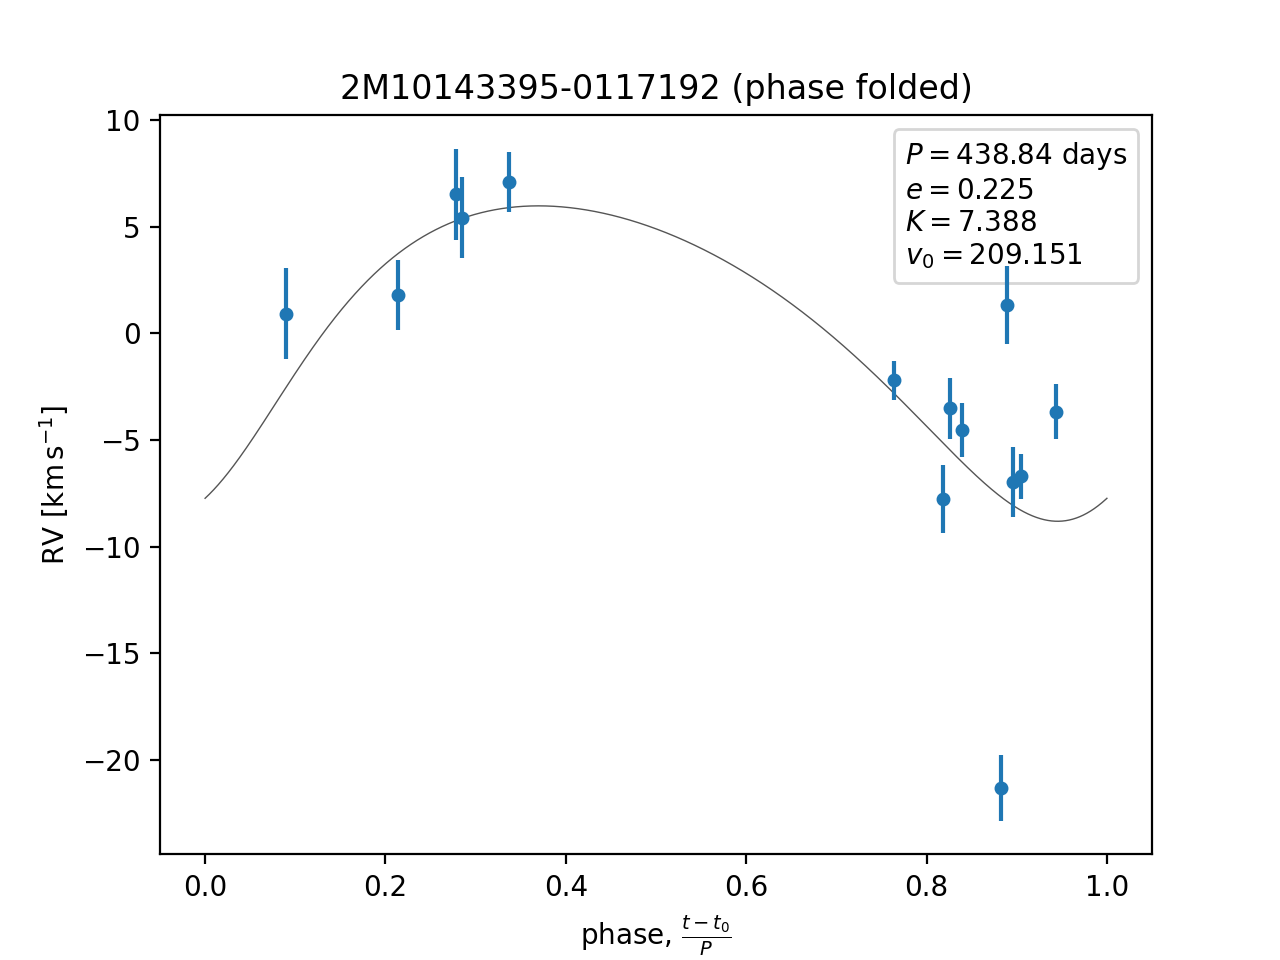 2M10143395-0117192 (phase folded)
P = 438.84 days
e = 0.225
K = 7.388
v₀ = 209.151
10
5
0
−5
−10
−15
−20
RV [km s⁻¹]
0.0 0.2 0.4 0.6 0.8 1.0
phase, (t − t₀)/P